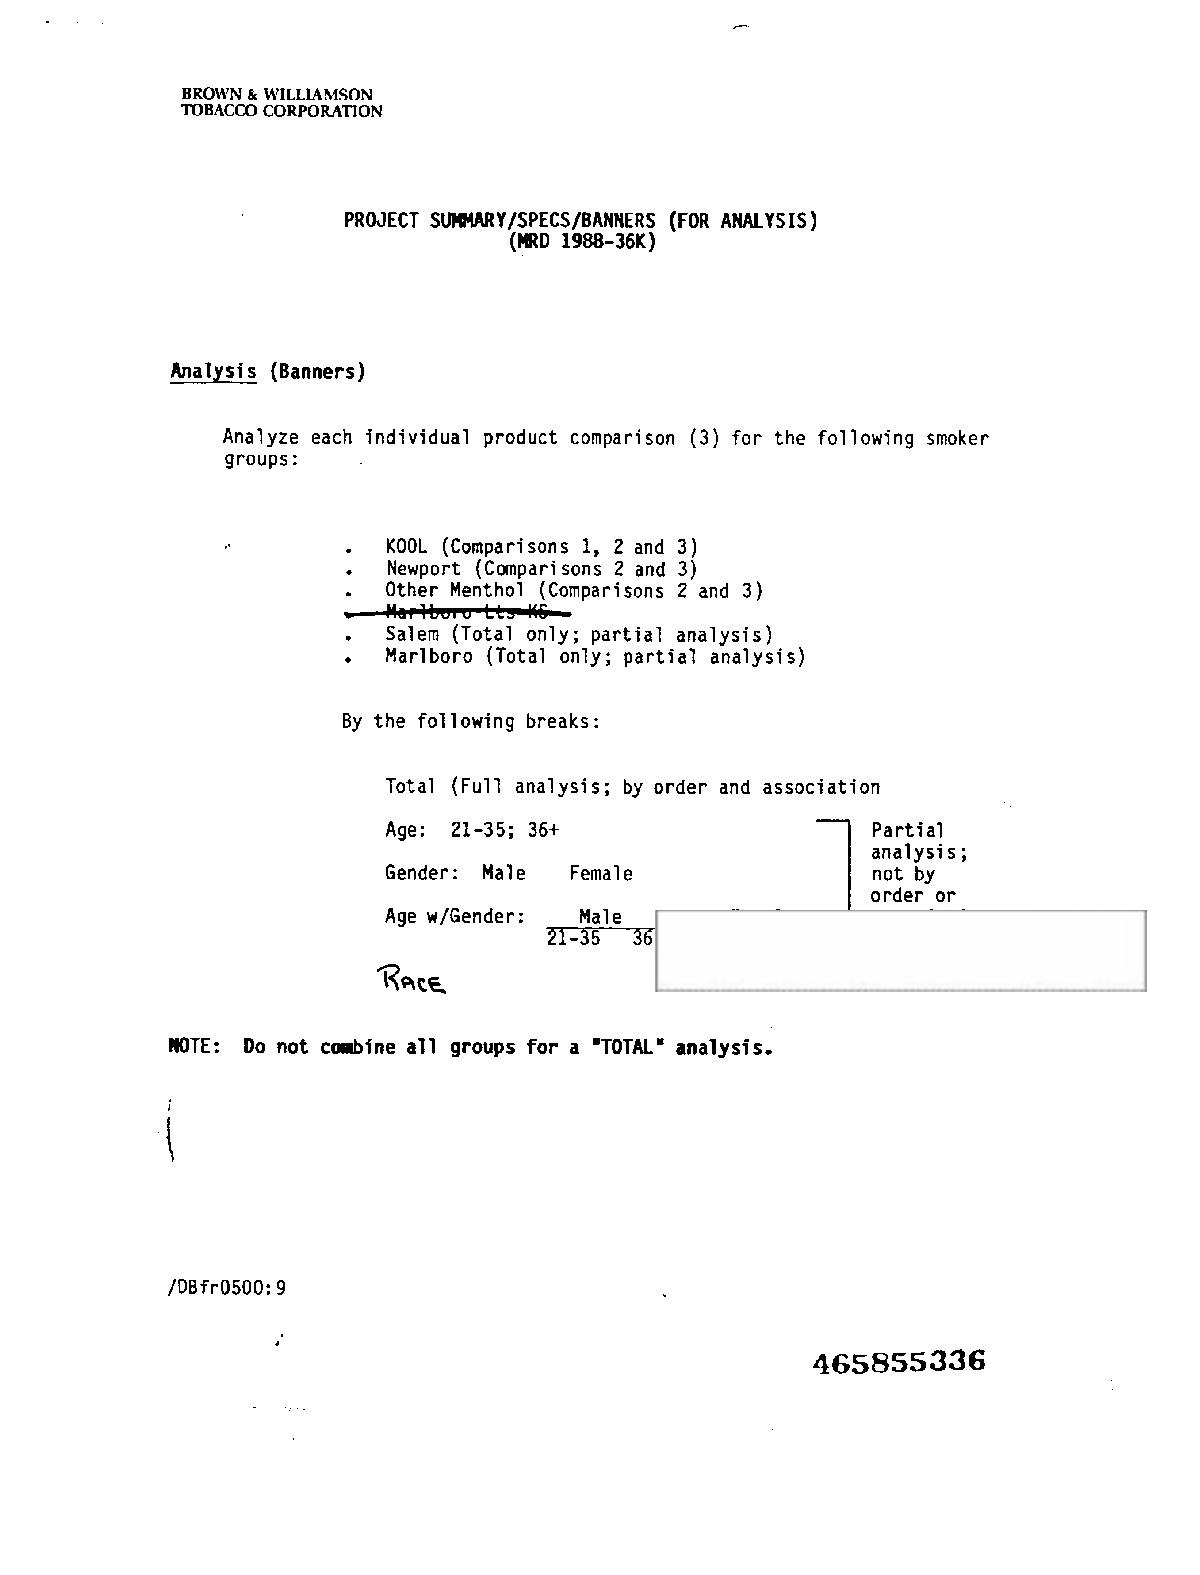 BROWN & WILLIAMSON
TOBACCO CORPORATION
PROJECT SUMMARY/SPECS/BANNERS (FOR ANALYSIS)
(MRD 1988-36K)
Analysis (Banners)
Analyze each individual product comparison (3) for the following smoker
groups:
. KOOL (Comparisons 1, 2 and 3)
. Newport (Comparisons 2 and 3)
. Other Menthol (Comparisons 2 and 3)
Marlboro Lts KS
. Salem (Total only; partial analysis)
. Marlboro (Total only; partial analysis)
By the following breaks:
Total (Full analysis; by order and association
Age: 21-35; 36+ Partial
analysis;
Gender: Male Female not by
order or
Age w/Gender: Male
21-35 36
RACE
NOTE: Do not combine all groups for a "TOTAL" analysis.
/DBfr0500:9
465855336